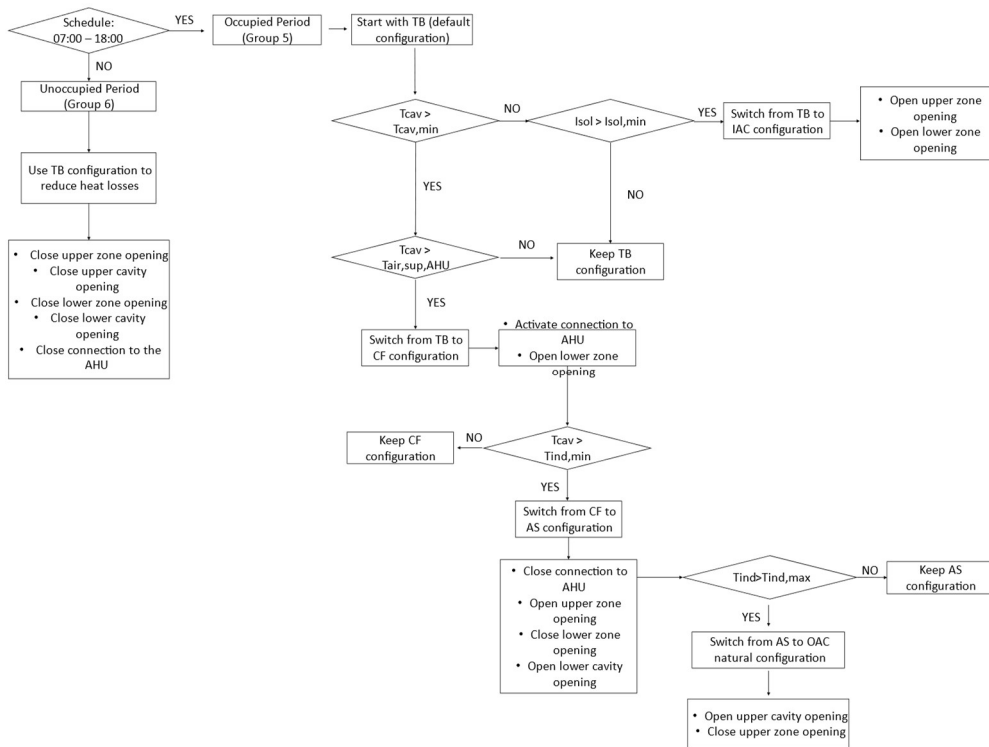 Schedule:
07:00 – 18:00
YES
Occupied Period
(Group 5)
Start with TB (default
configuration)
NO
Unoccupied Period
(Group 6)
Use TB configuration to
reduce heat losses
• Close upper zone opening
• Close upper cavity
opening
• Close lower zone opening
• Close lower cavity
opening
• Close connection to the
AHU
Tcav >
Tcav,min
NO
Isol > Isol,min
YES
Switch from TB to
IAC configuration
• Open upper zone
opening
• Open lower zone
opening
YES
NO
Tcav >
Tair,sup,AHU
NO
Keep TB
configuration
YES
Switch from TB to
CF configuration
• Activate connection to
AHU
• Open lower zone
opening
Tcav >
Tind,min
NO
Keep CF
configuration
YES
Switch from CF to
AS configuration
• Close connection to
AHU
• Open upper zone
opening
• Close lower zone
opening
• Open lower cavity
opening
Tind>Tind,max
NO
Keep AS
configuration
YES
Switch from AS to OAC
natural configuration
• Open upper cavity opening
• Close upper zone opening